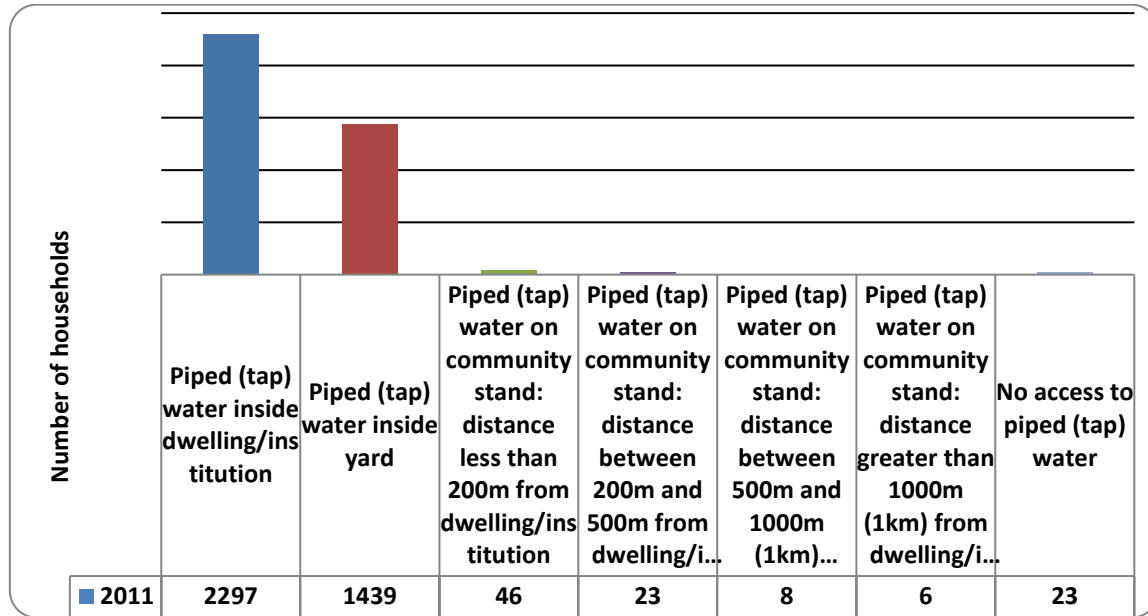 Number of households
Piped (tap)
water inside
dwelling/ins
titution
Piped (tap)
water inside
yard
Piped (tap)
water on
community
stand:
distance
less than
200m from
dwelling/ins
titution
Piped (tap)
water on
community
stand:
distance
between
200m and
500m from
dwelling/i...
Piped (tap)
water on
community
stand:
distance
between
500m and
1000m
(1km)...
Piped (tap)
water on
community
stand:
distance
greater than
1000m
(1km) from
dwelling/i...
No access to
piped (tap)
water
2011 2297 1439 46 23 8 6 23